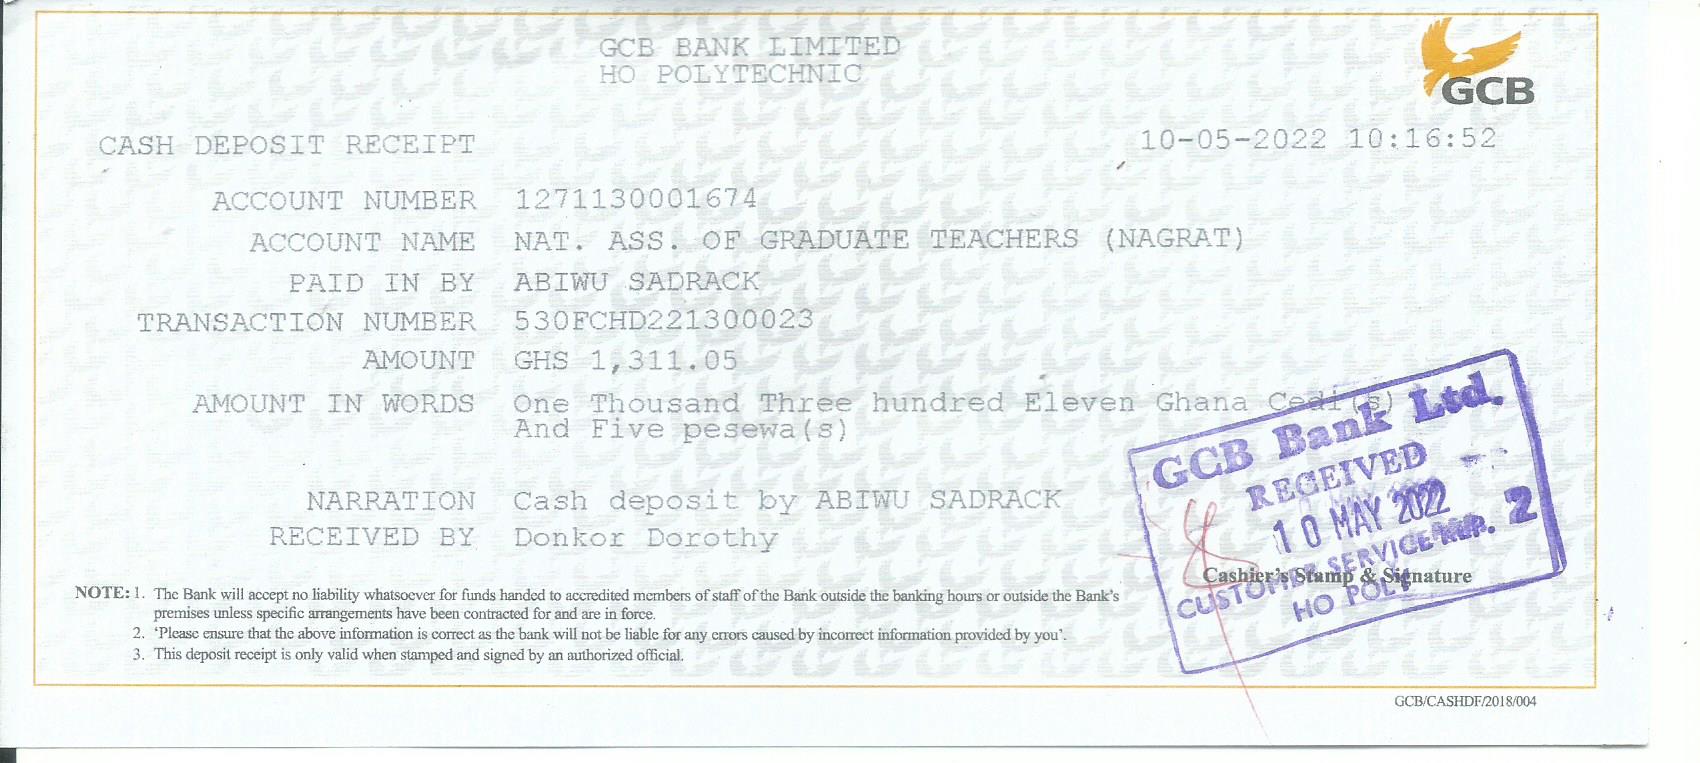 GCB BANK LIMITED
HO POLYTECHNIC
GCB
CASH DEPOSIT RECEIPT
10-05-2022 10:16:52
ACCOUNT NUMBER 1271130001674
ACCOUNT NAME NAT. ASS. OF GRADUATE TEACHERS (NAGRAT)
PAID IN BY ABIWU SADRACK
TRANSACTION NUMBER 530FCHD221300023
AMOUNT GHS 1,311.05
AMOUNT IN WORDS One Thousand Three hundred Eleven Ghana Cedi(s)
And Five pesewa(s)
NARRATION Cash deposit by ABIWU SADRACK
RECEIVED BY Donkor Dorothy
GCB Bank Ltd.
RECEIVED
10 MAY 2022
CUSTOMER SERVICE REP. 2
HO POLY
Cashier's Stamp & Signature
NOTE: 1. The Bank will accept no liability whatsoever for funds handed to accredited members of staff of the Bank outside the banking hours or outside the Bank's
premises unless specific arrangements have been contracted for and are in force.
2. 'Please ensure that the above information is correct as the bank will not be liable for any errors caused by incorrect information provided by you'.
3. This deposit receipt is only valid when stamped and signed by an authorized official.
GCB/CASHDF/2018/004